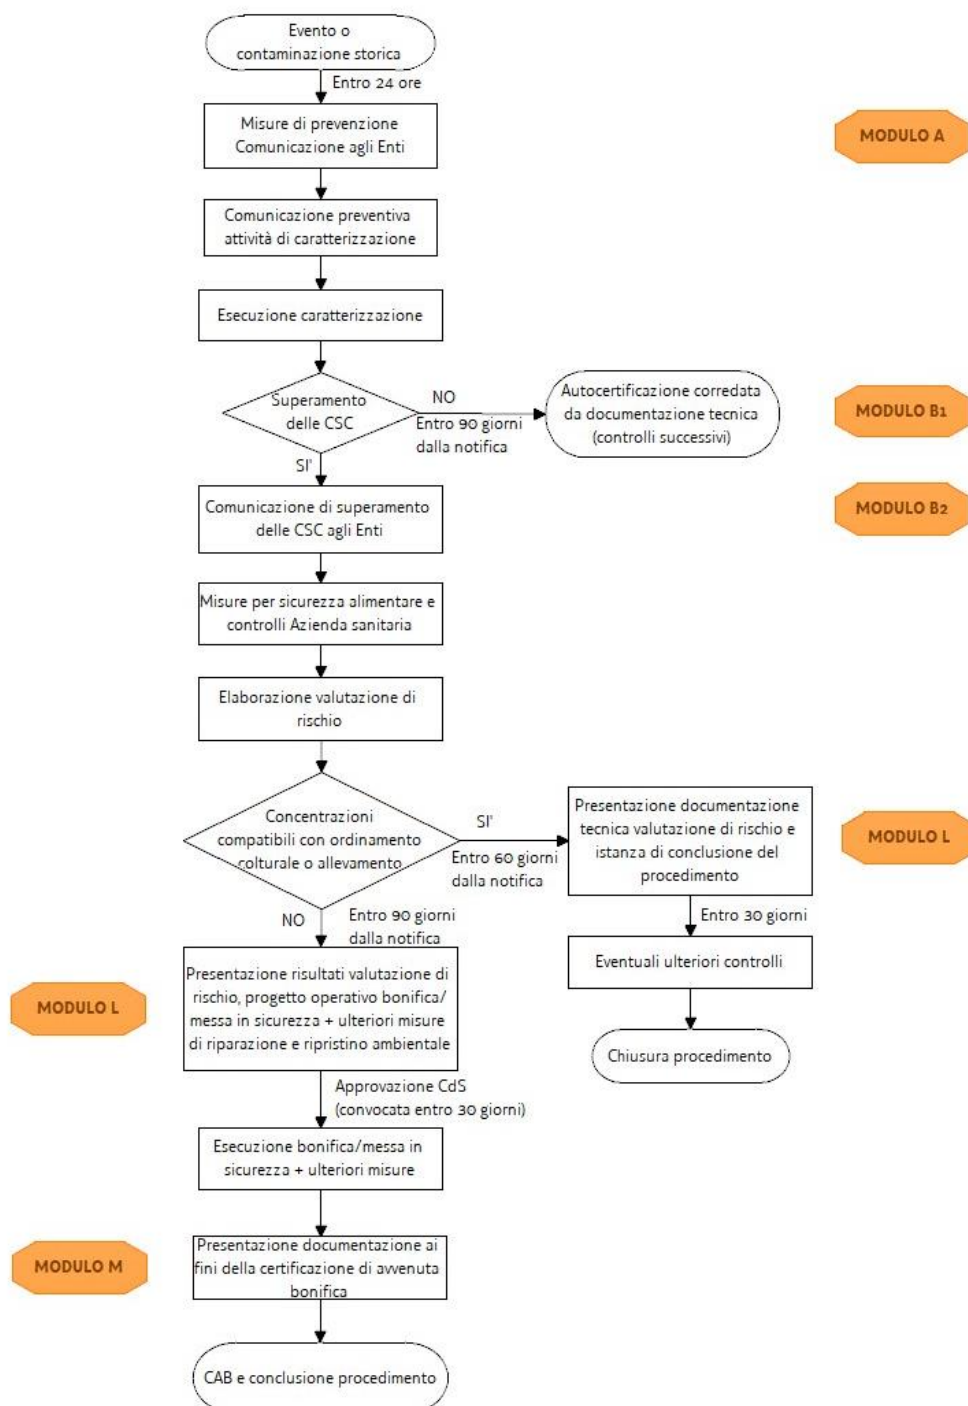 Evento o
contaminazione storica
Entro 24 ore
Misure di prevenzione
Comunicazione agli Enti
MODULO A
Comunicazione preventiva
attività di caratterizzazione
Esecuzione caratterizzazione
Superamento
delle CSC
NO
Entro 90 giorni
dalla notifica
Autocertificazione corredata
da documentazione tecnica
(controlli successivi)
MODULO B1
SI'
Comunicazione di superamento
delle CSC agli Enti
MODULO B2
Misure per sicurezza alimentare e
controlli Azienda sanitaria
Elaborazione valutazione di
rischio
Concentrazioni
compatibili con ordinamento
colturale o allevamento
SI'
Entro 60 giorni
dalla notifica
Presentazione documentazione
tecnica valutazione di rischio e
istanza di conclusione del
procedimento
MODULO L
NO
Entro 90 giorni
dalla notifica
Entro 30 giorni
Eventuali ulteriori controlli
Chiusura procedimento
MODULO L
Presentazione risultati valutazione di
rischio, progetto operativo bonifica/
messa in sicurezza + ulteriori misure
di riparazione e ripristino ambientale
Approvazione CdS
(convocata entro 30 giorni)
Esecuzione bonifica/messa in
sicurezza + ulteriori misure
MODULO M
Presentazione documentazione ai
fini della certificazione di avvenuta
bonifica
CAB e conclusione procedimento